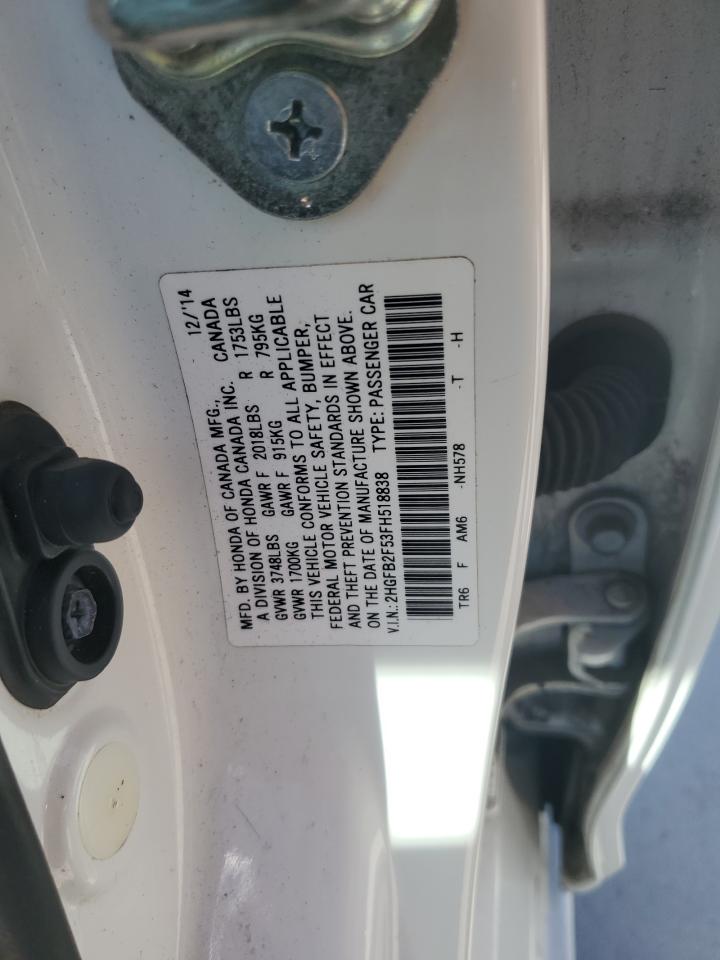 12/'14
MFD. BY HONDA OF CANADA MFG.,
A DIVISION OF HONDA CANADA INC. CANADA
GVWR 3748LBS GAWR F 2018LBS R 1753LBS
GVWR 1700KG GAWR F 915KG R 795KG
THIS VEHICLE CONFORMS TO ALL APPLICABLE
FEDERAL MOTOR VEHICLE SAFETY, BUMPER,
AND THEFT PREVENTION STANDARDS IN EFFECT
ON THE DATE OF MANUFACTURE SHOWN ABOVE.
V.I.N.: 2HGFB2F53FH518838 TYPE: PASSENGER CAR
TR6 F AM6 -NH578 -T -H